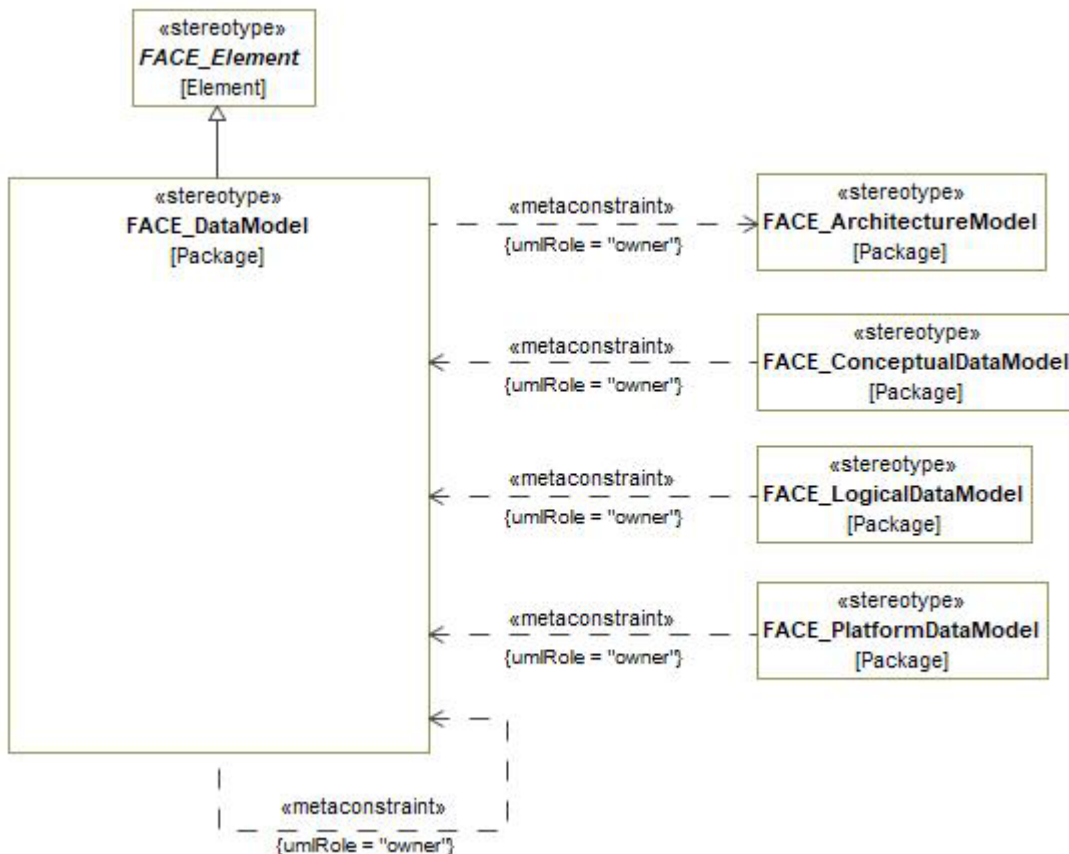 «stereotype»
FACE_Element
[Element]
«stereotype»
FACE_DataModel
[Package]
«metaconstraint»
{umlRole = "owner"}
«stereotype»
FACE_ArchitectureModel
[Package]
«metaconstraint»
{umlRole = "owner"}
«stereotype»
FACE_ConceptualDataModel
[Package]
«metaconstraint»
{umlRole = "owner"}
«stereotype»
FACE_LogicalDataModel
[Package]
«metaconstraint»
{umlRole = "owner"}
«stereotype»
FACE_PlatformDataModel
[Package]
«metaconstraint»
{umlRole = "owner"}